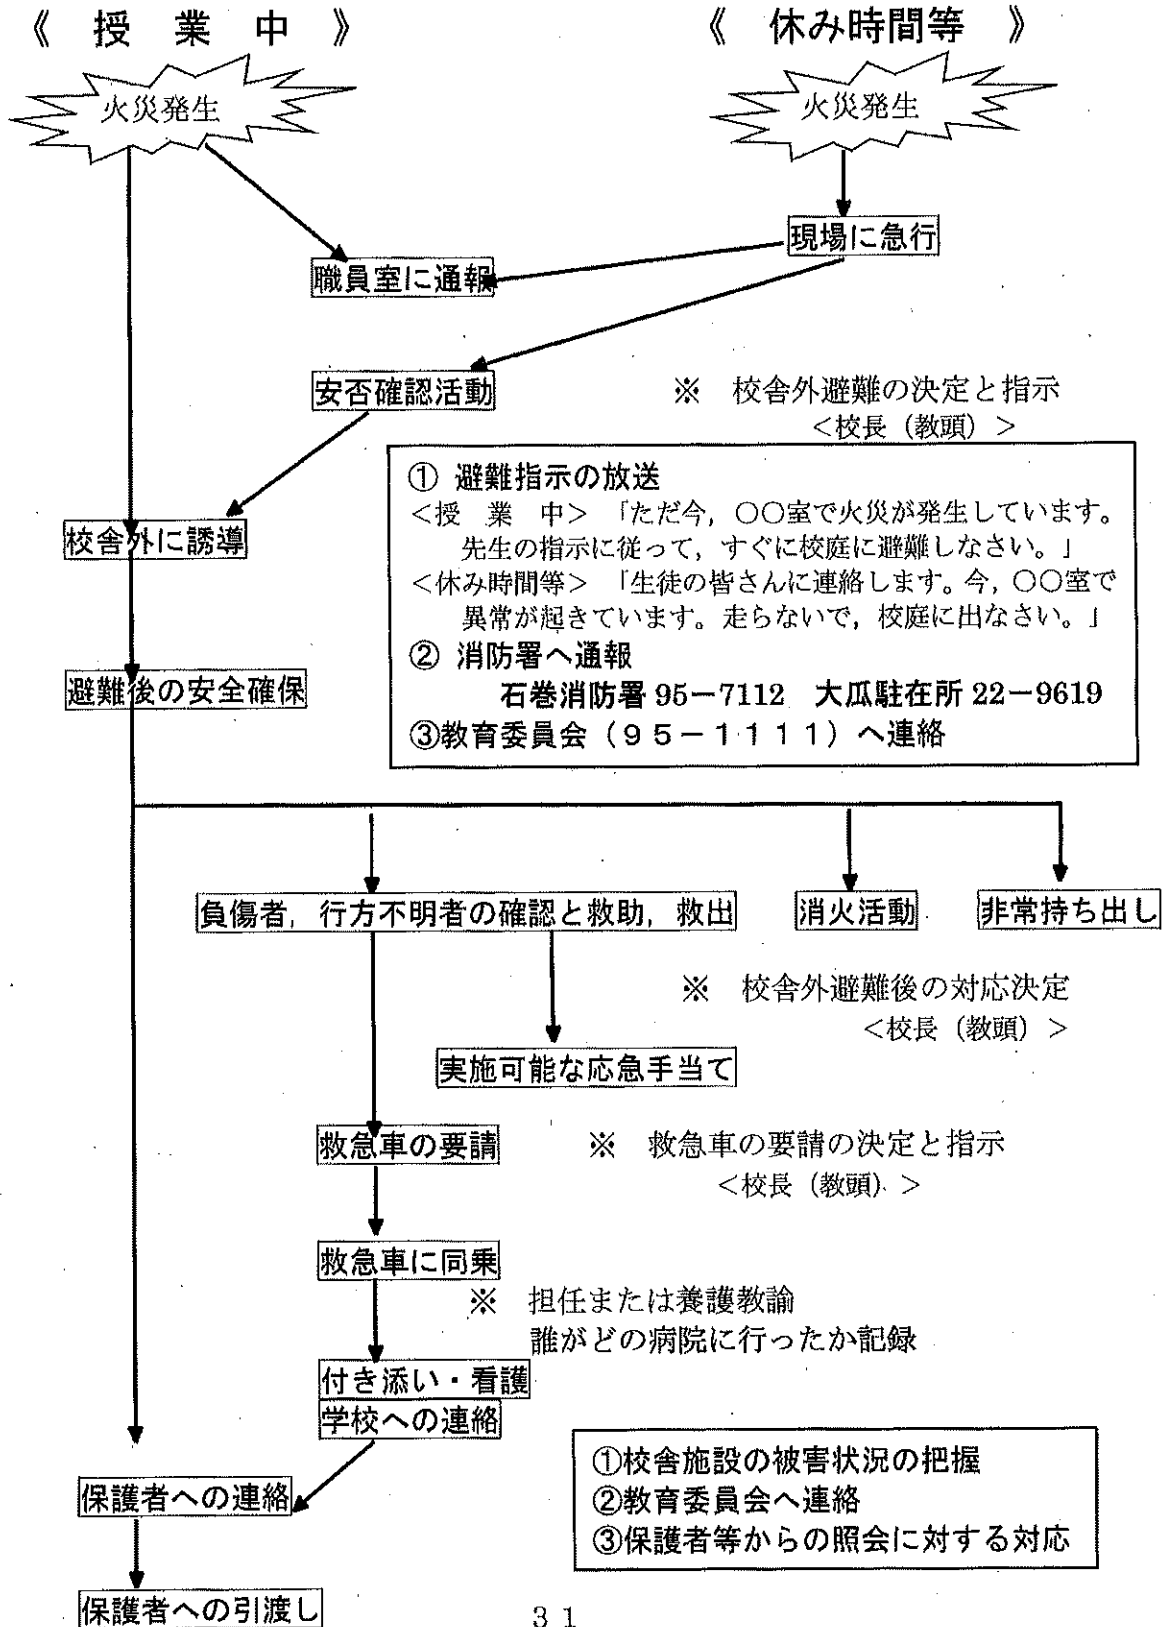 《　授　業　中　》
《　休み時間等　》
火災発生
火災発生
現場に急行
職員室に通報
安否確認活動
※　校舎外避難の決定と指示
＜校長（教頭）＞
① 避難指示の放送
＜授　業　中＞　「ただ今，〇〇室で火災が発生しています。
先生の指示に従って，すぐに校庭に避難しなさい。」
＜休み時間等＞　「生徒の皆さんに連絡します。今，〇〇室で
異常が起きています。走らないで，校庭に出なさい。」
② 消防署へ通報
石巻消防署 95－7112　大瓜駐在所 22－9619
③教育委員会（９５－１１１１）へ連絡
校舎外に誘導
避難後の安全確保
負傷者，行方不明者の確認と救助，救出
消火活動
非常持ち出し
※　校舎外避難後の対応決定
＜校長（教頭）＞
実施可能な応急手当て
救急車の要請
※　救急車の要請の決定と指示
＜校長（教頭）＞
救急車に同乗
※　担任または養護教諭
誰がどの病院に行ったか記録
付き添い・看護
学校への連絡
①校舎施設の被害状況の把握
②教育委員会へ連絡
③保護者等からの照会に対する対応
保護者への連絡
保護者への引渡し
３１